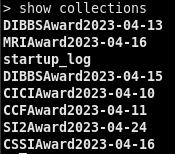 > show collections
DIBBSAward2023-04-13
MRIAward2023-04-16
startup_log
DIBBSAward2023-04-15
CICIAward2023-04-10
CCFAward2023-04-11
SI2Award2023-04-24
CSSIAward2023-04-16